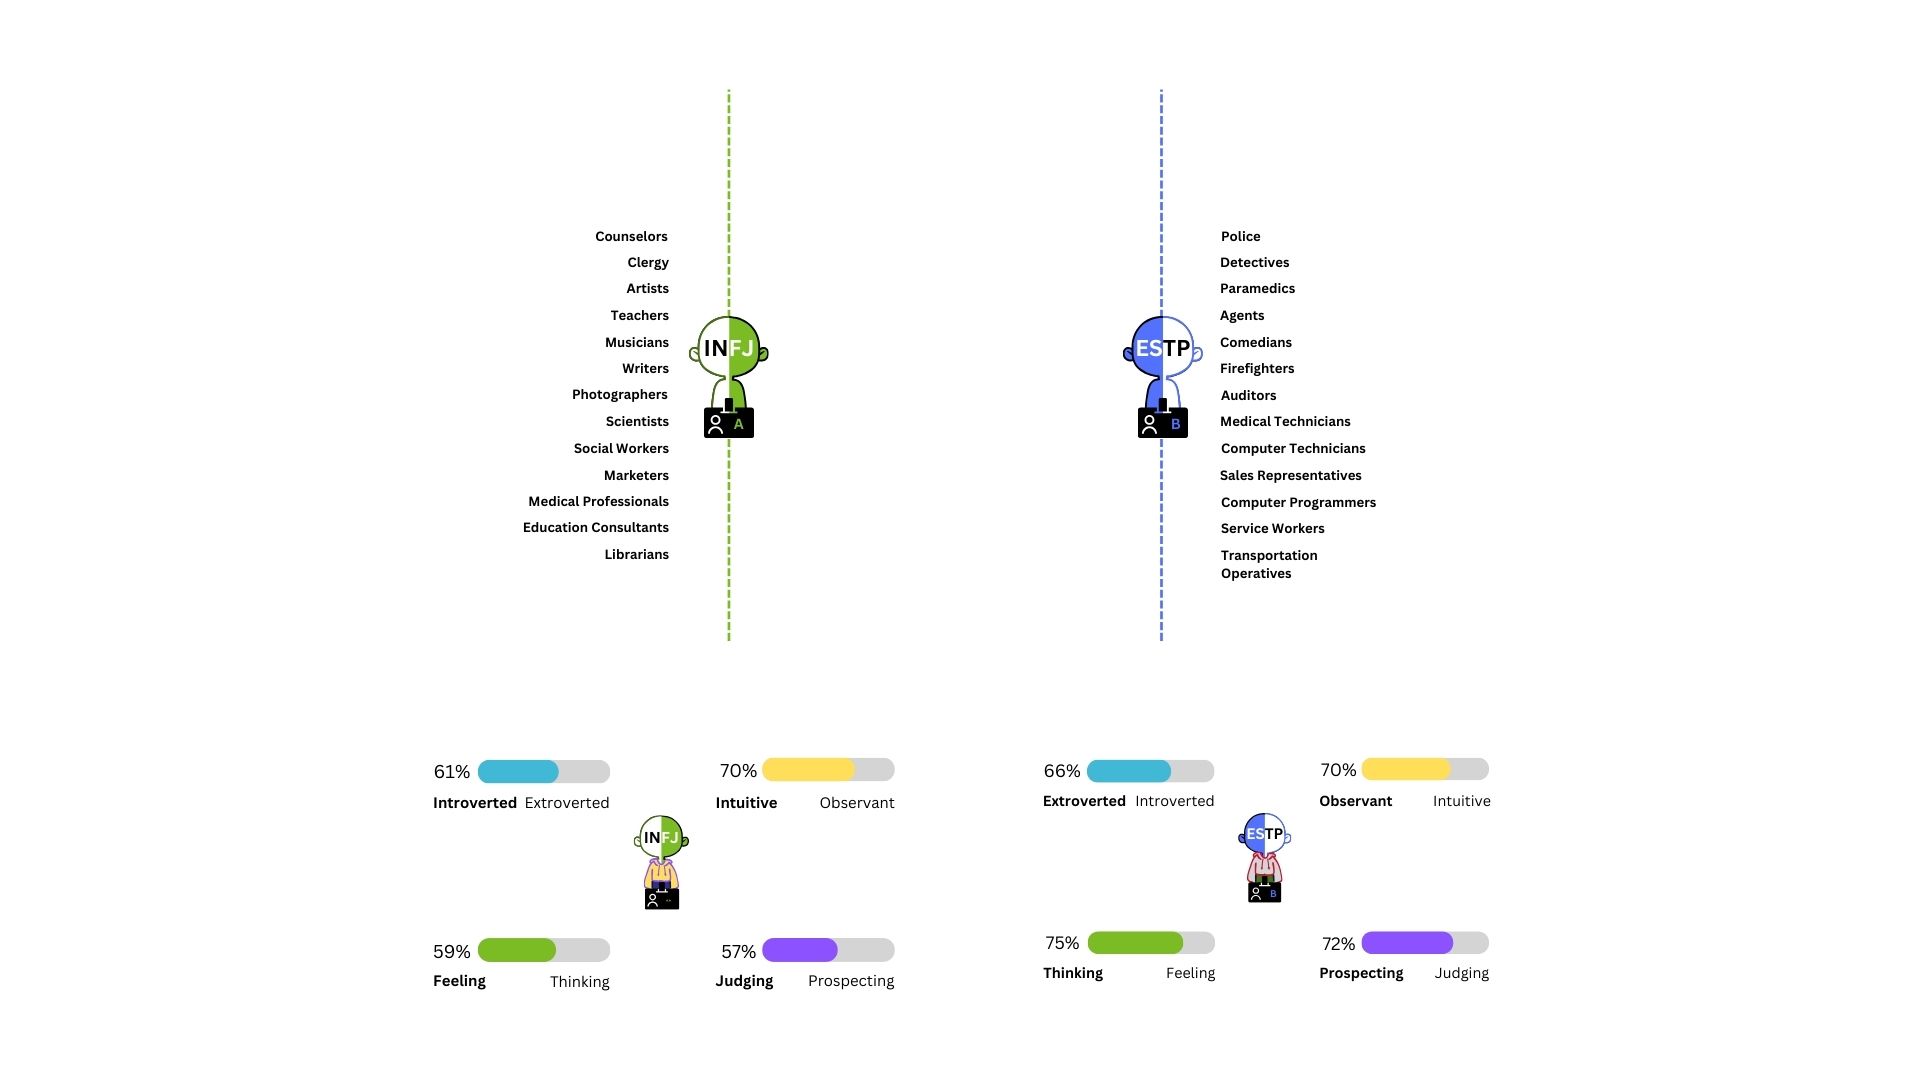 Counselors
Clergy
Artists
Teachers
Musicians
Writers
Photographers
Scientists
Social Workers
Marketers
Medical Professionals
Education Consultants
Librarians
INFJ
A
ESTP
B
Police
Detectives
Paramedics
Agents
Comedians
Firefighters
Auditors
Medical Technicians
Computer Technicians
Sales Representatives
Computer Programmers
Service Workers
Transportation
Operatives
61%
Introverted Extroverted
70%
Intuitive Observant
INFJ
59%
Feeling Thinking
57%
Judging Prospecting
66%
Extroverted Introverted
70%
Observant Intuitive
ESTP
B
75%
Thinking Feeling
72%
Prospecting Judging